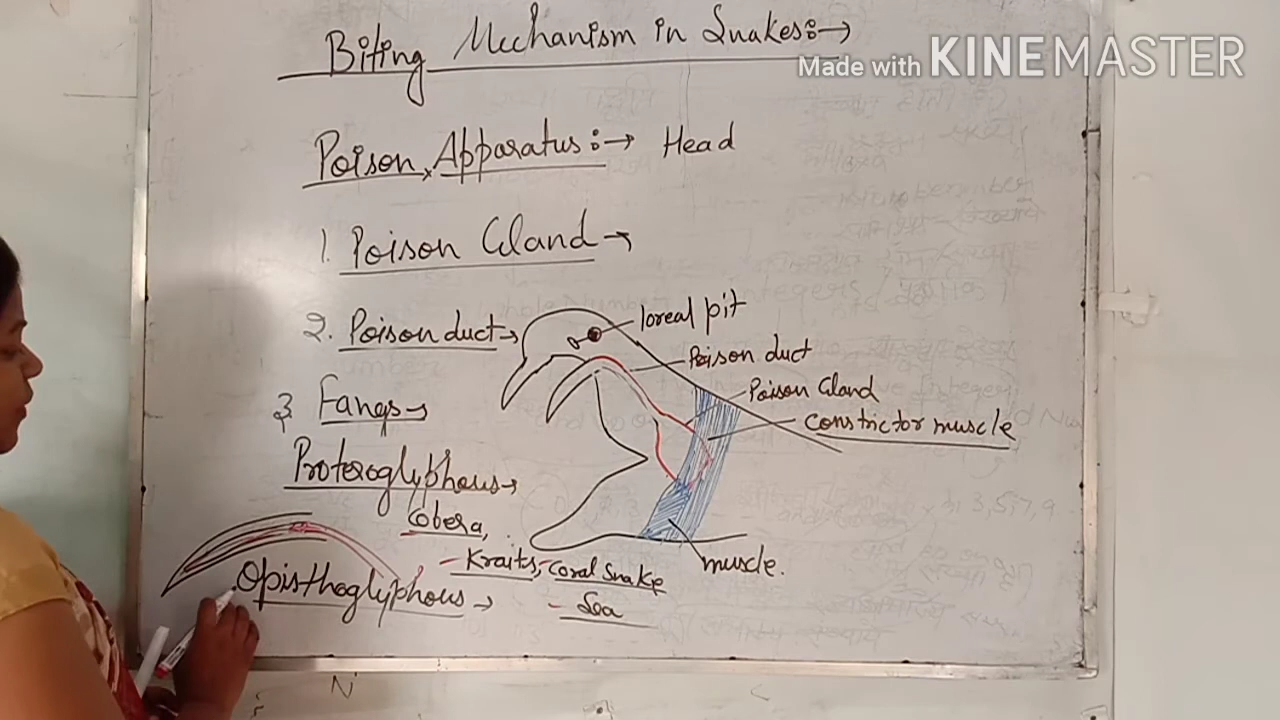 Biting Mechanism in Snakes:→
Made with KINEMASTER
Poison Apparatus:→ Head
1. Poison Gland→
2. Poison duct→
loreal pit
Poison duct
Poison Gland
constrictor muscle
muscle.
3 Fangs→
Proteroglyphous→
Cobera,
- Kraits, - Coral Snake
Opisthoglyphous→
- Sea
N